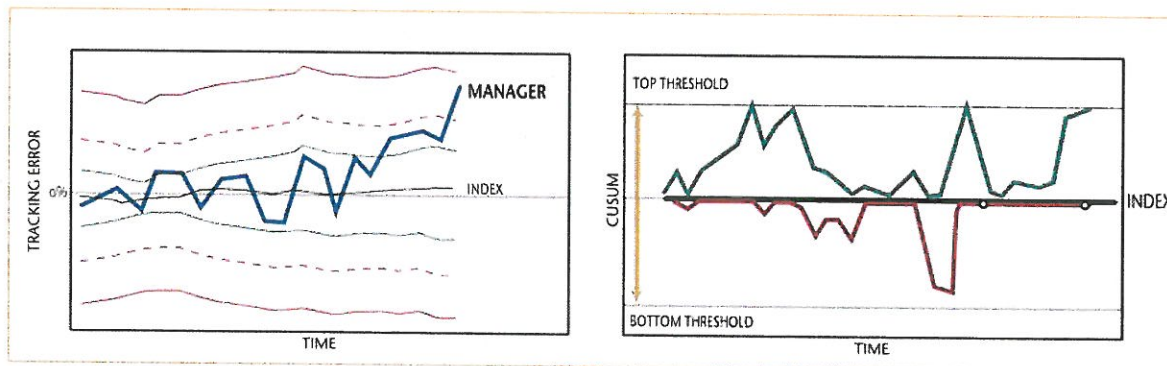 TRACKING ERROR
0%
MANAGER
INDEX
TIME
CUSUM
TOP THRESHOLD
INDEX
BOTTOM THRESHOLD
TIME